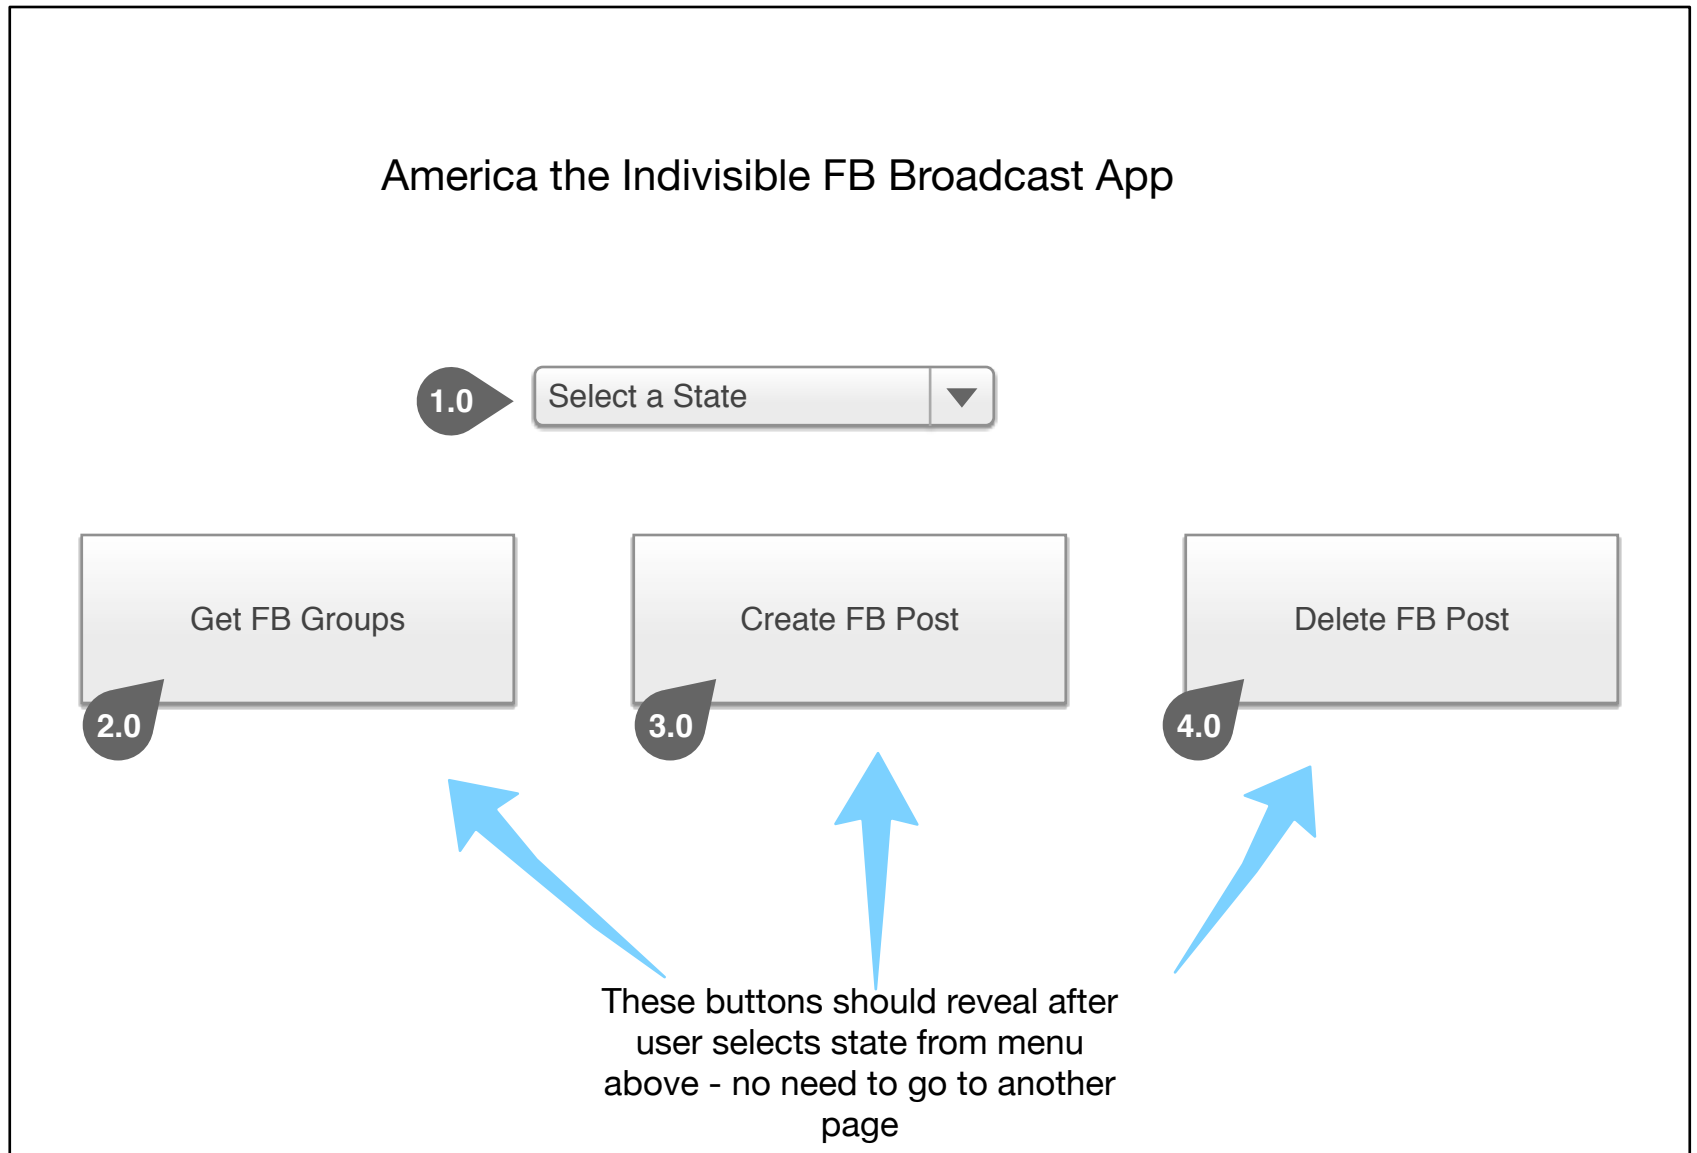 America the Indivisible FB Broadcast App
1.0
Select a State
Get FB Groups
Create FB Post
Delete FB Post
2.0
3.0
4.0
These buttons should reveal after
user selects state from menu
above - no need to go to another
page